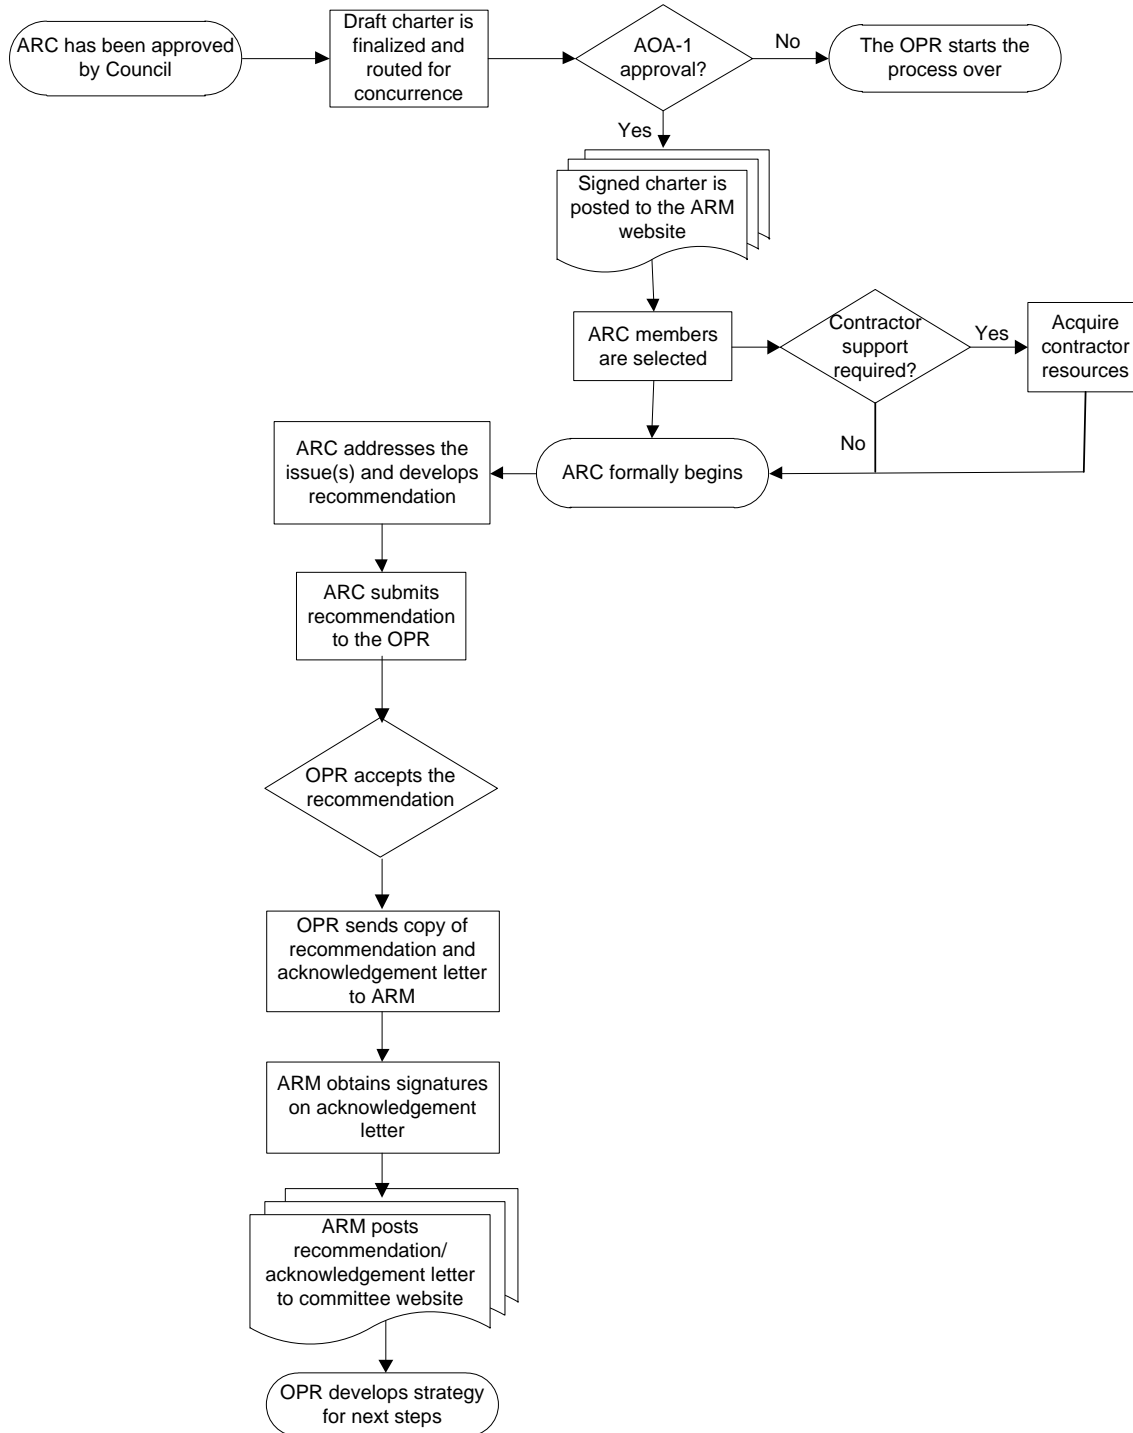 ARC has been approved
by Council
Draft charter is
finalized and
routed for
concurrence
AOA-1
approval?
No
The OPR starts the
process over
Yes
Signed charter is
posted to the ARM
website
ARC members
are selected
Contractor
support
required?
Yes
Acquire
contractor
resources
No
ARC formally begins
ARC addresses the
issue(s) and develops
recommendation
ARC submits
recommendation
to the OPR
OPR accepts the
recommendation
OPR sends copy of
recommendation and
acknowledgement letter
to ARM
ARM obtains signatures
on acknowledgement
letter
ARM posts
recommendation/
acknowledgement letter
to committee website
OPR develops strategy
for next steps